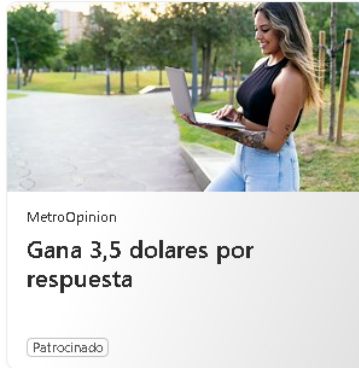 MetroOpinion
Gana 3,5 dolares por
respuesta
Patrocinado